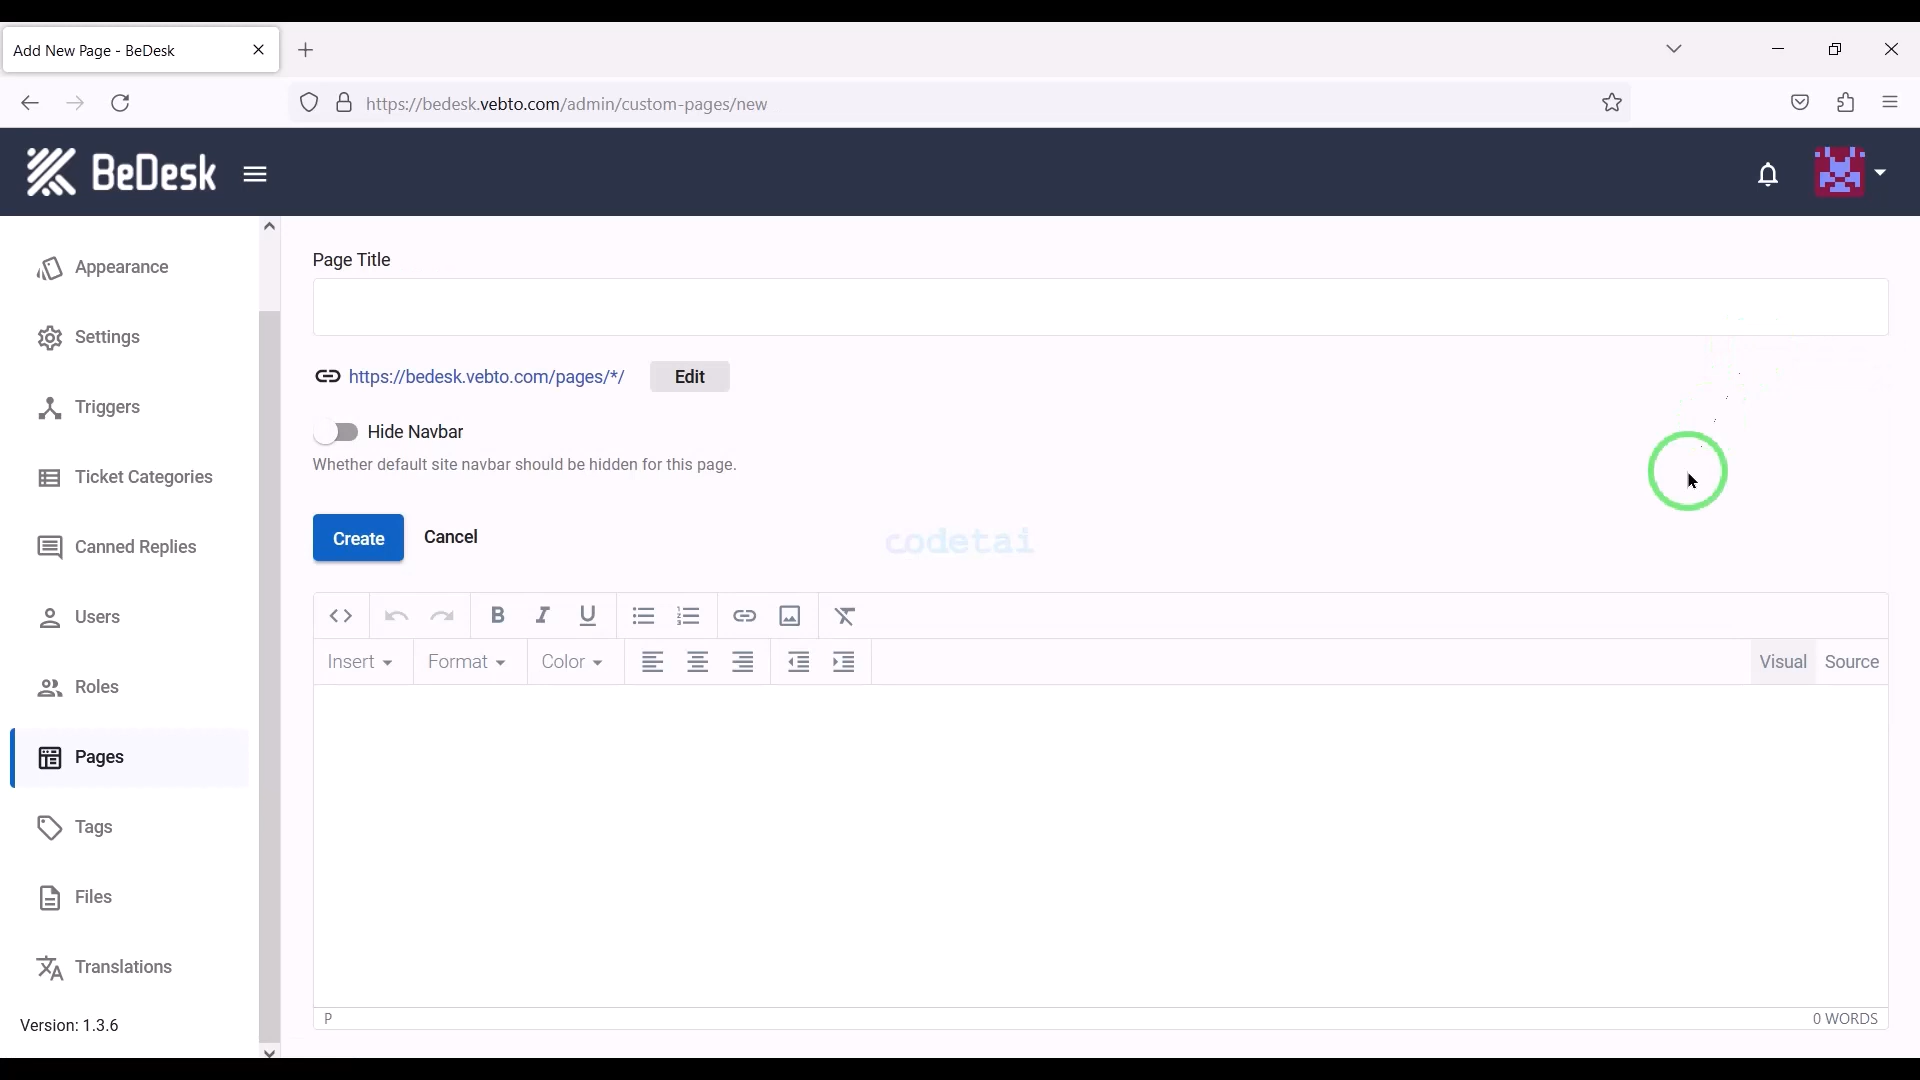 Add New Page - BeDesk
https://bedesk.vebto.com/admin/custom-pages/new
BeDesk
Appearance
Settings
Triggers
Ticket Categories
Canned Replies
Users
Roles
Pages
Tags
Files
Translations
Version: 1.3.6
Page Title
https://bedesk.vebto.com/pages/*/ Edit
Hide Navbar
Whether default site navbar should be hidden for this page.
Create Cancel
codetai
Insert Format Color Visual Source
P 0 WORDS